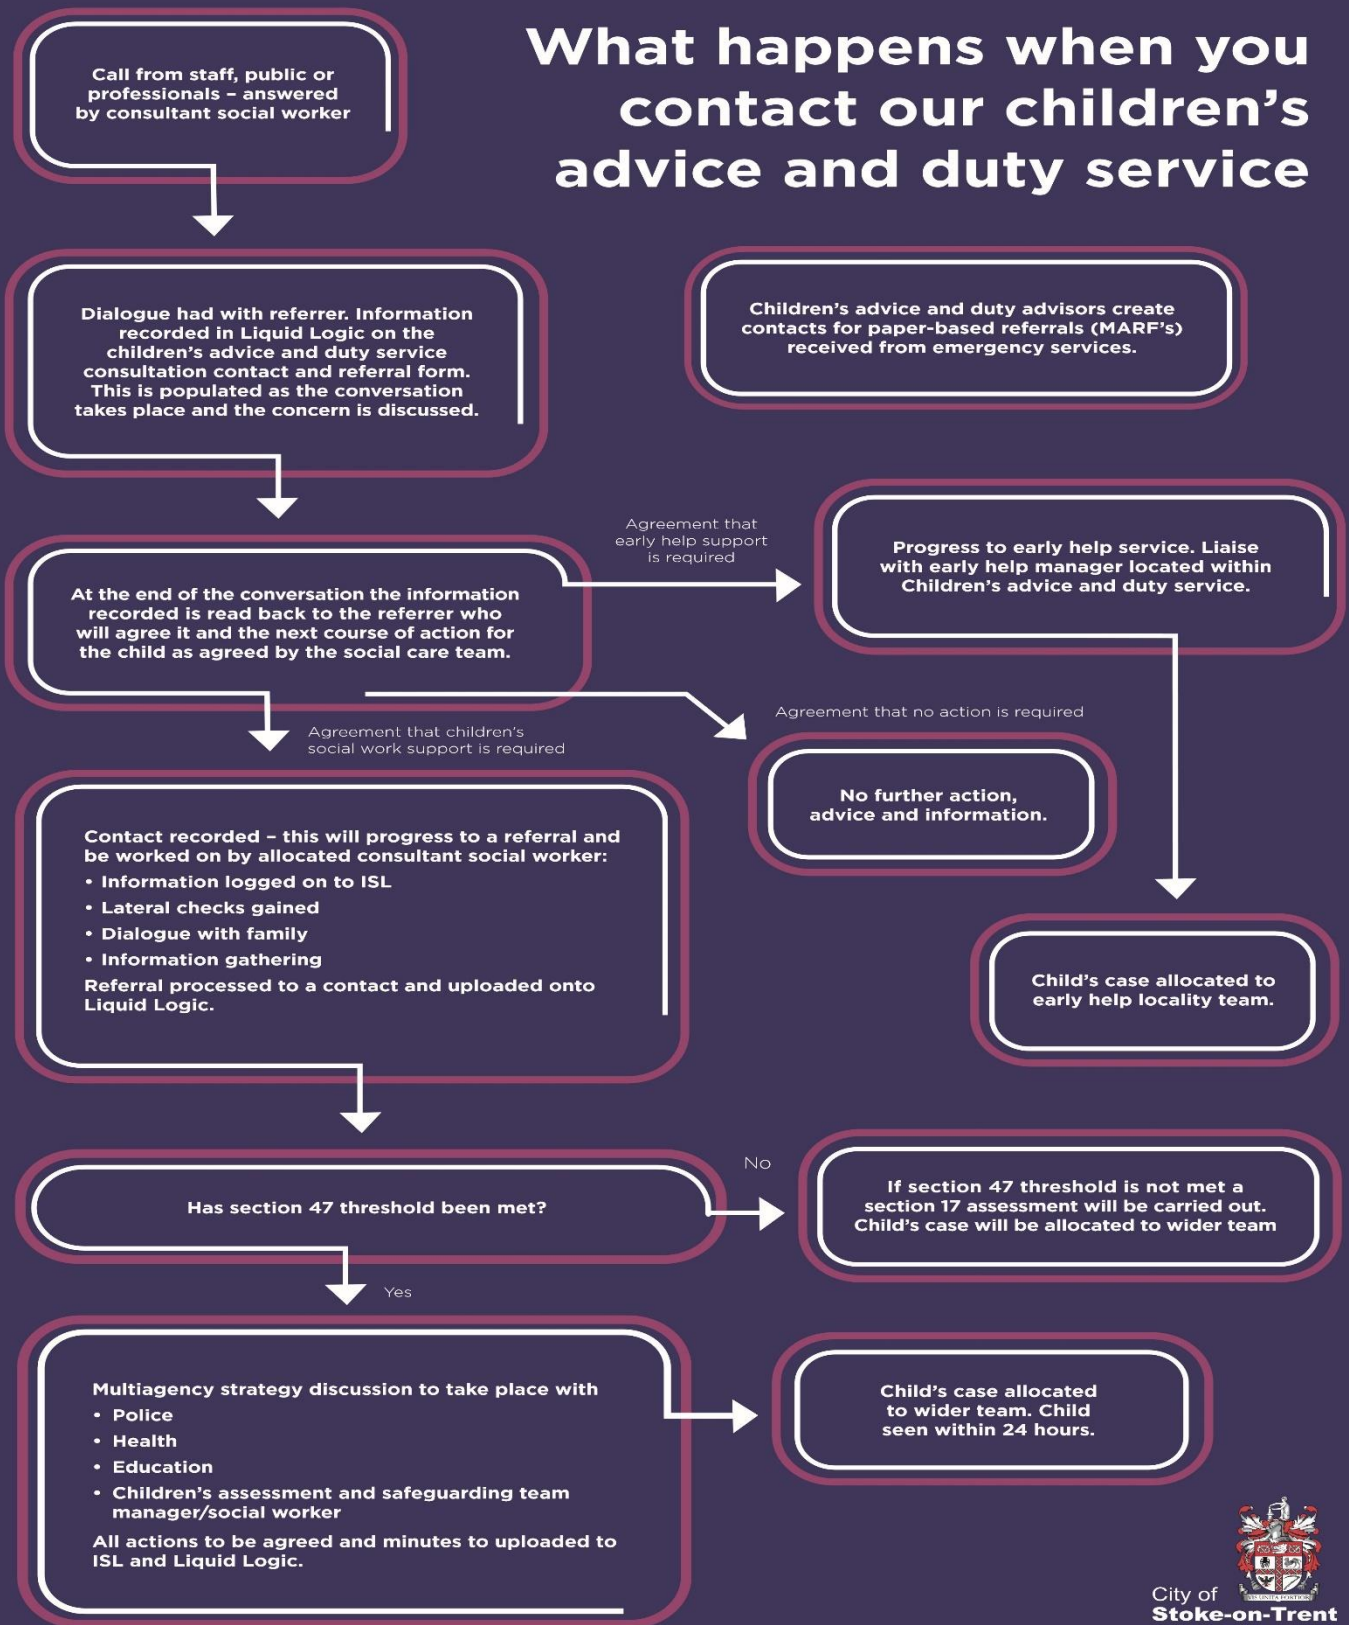 What happens when you
contact our children's
advice and duty service
Call from staff, public or
professionals – answered
by consultant social worker
Dialogue had with referrer. Information
recorded in Liquid Logic on the
children's advice and duty service
consultation contact and referral form.
This is populated as the conversation
takes place and the concern is discussed.
Children's advice and duty advisors create
contacts for paper-based referrals (MARF's)
received from emergency services.
At the end of the conversation the information
recorded is read back to the referrer who
will agree it and the next course of action for
the child as agreed by the social care team.
Agreement that
early help support
is required
Progress to early help service. Liaise
with early help manager located within
Children's advice and duty service.
Agreement that no action is required
No further action,
advice and information.
Agreement that children's
social work support is required
Contact recorded – this will progress to a referral and
be worked on by allocated consultant social worker:
• Information logged on to ISL
• Lateral checks gained
• Dialogue with family
• Information gathering
Referral processed to a contact and uploaded onto
Liquid Logic.
Child's case allocated to
early help locality team.
Has section 47 threshold been met?
No
If section 47 threshold is not met a
section 17 assessment will be carried out.
Child's case will be allocated to wider team
Yes
Multiagency strategy discussion to take place with
• Police
• Health
• Education
• Children's assessment and safeguarding team
manager/social worker
All actions to be agreed and minutes to uploaded to
ISL and Liquid Logic.
Child's case allocated
to wider team. Child
seen within 24 hours.
City of
Stoke-on-Trent